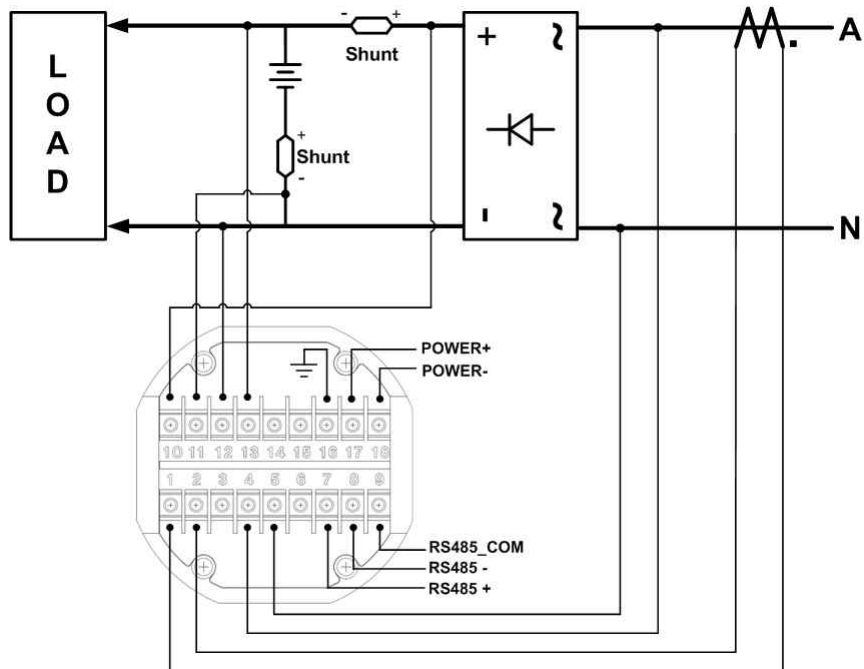 - +
Shunt
A
LOAD
+ ~
+
Shunt
-
- ~
N
POWER+
POWER-
10 11 12 13 14 15 16 17 18
1 2 3 4 5 6 7 8 9
RS485_COM
RS485 -
RS485 +